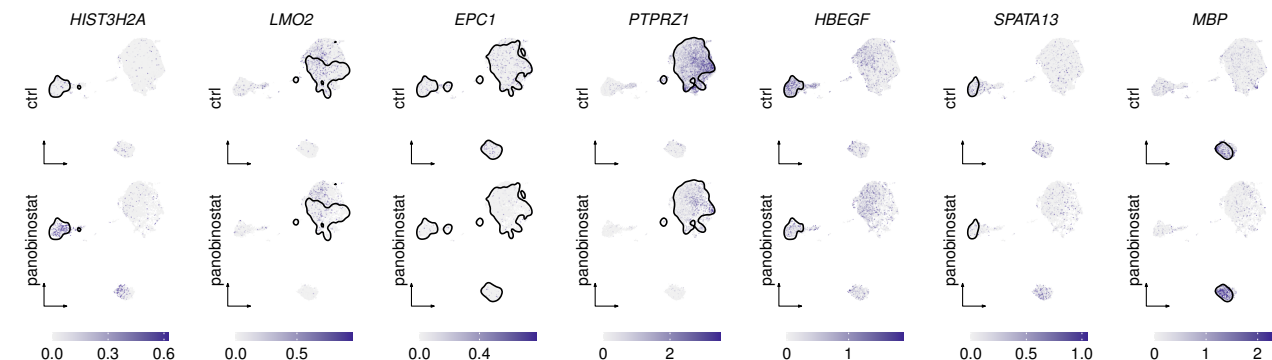 HIST3H2A LMO2 EPC1 PTPRZ1 HBEGF SPATA13 MBP
ctrl ctrl ctrl ctrl ctrl ctrl ctrl
panobinostat panobinostat panobinostat panobinostat panobinostat panobinostat panobinostat
0.0 0.3 0.6 0.0 0.5 0.0 0.4 0 2 0 1 0.0 0.5 1.0 0 1 2